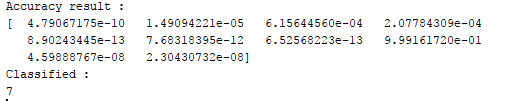 Accuracy result :
[ 4.79067175e-10 1.49094221e-05 6.15644560e-04 2.07784309e-04
8.90243445e-13 7.68318395e-12 6.52568223e-13 9.99161720e-01
4.59888767e-08 2.30430732e-08]
Classified :
7